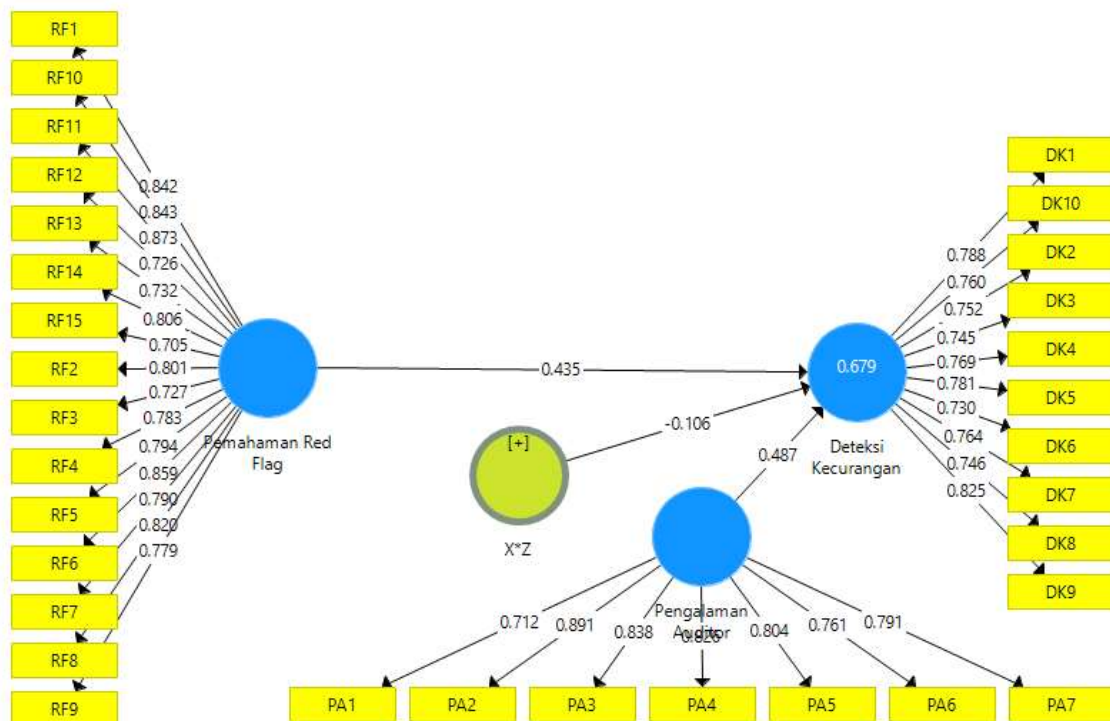 RF1
RF10
RF11
RF12
RF13
RF14
RF15
RF2
RF3
RF4
RF5
RF6
RF7
RF8
RF9
0.842
0.843
0.873
0.726
0.732
0.806
0.705
0.801
0.727
0.783
0.794
0.859
0.790
0.820
0.779
Pemahaman Red
Flag
0.435
[+]
X*Z
-0.106
0.487
0.679
Deteksi
Kecurangan
0.788
0.760
0.752
0.745
0.769
0.781
0.730
0.764
0.746
0.825
DK1
DK10
DK2
DK3
DK4
DK5
DK6
DK7
DK8
DK9
Pengalaman
Auditor
0.712
0.891
0.838
0.826
0.804
0.761
0.791
PA1
PA2
PA3
PA4
PA5
PA6
PA7